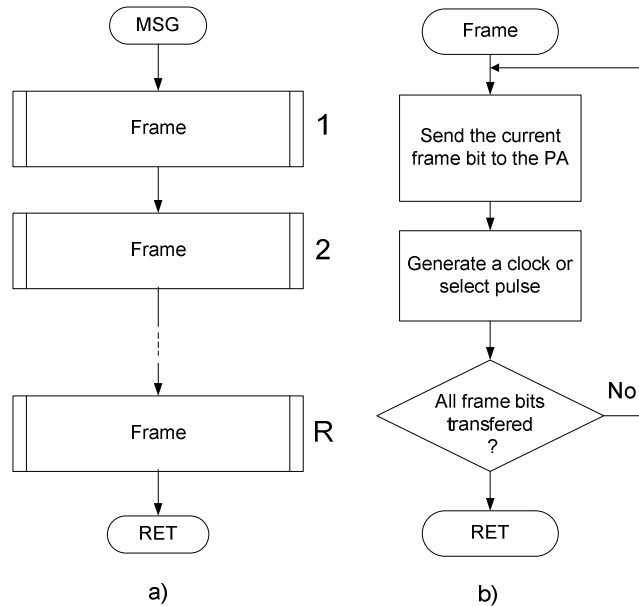 MSG
Frame
1
Frame
2
Frame
R
RET
a)
Frame
Send the current
frame bit to the PA
Generate a clock or
select pulse
All frame bits
transfered
?
No
RET
b)